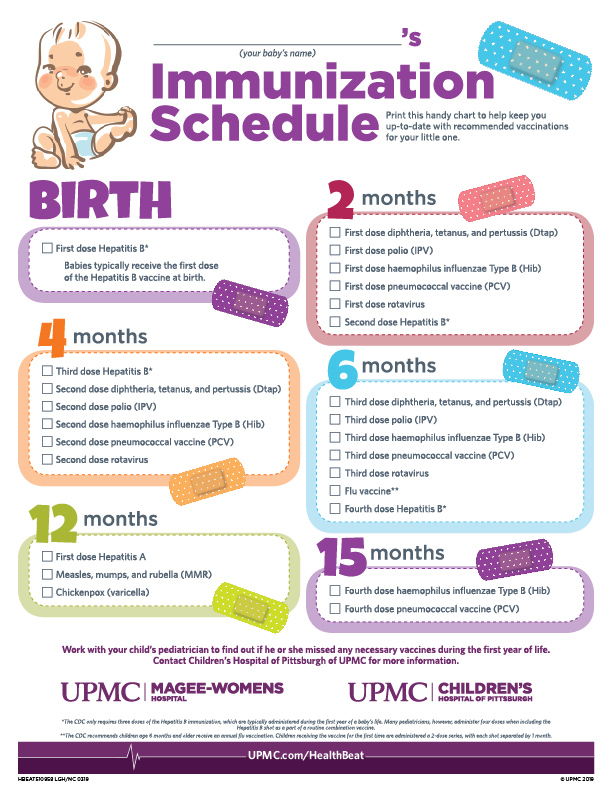 's
(your baby's name)
Immunization
Schedule
Print this handy chart to help keep you
up-to-date with recommended vaccinations
for your little one.
BIRTH
First dose Hepatitis B*
Babies typically receive the first dose
of the Hepatitis B vaccine at birth.
2 months
First dose diphtheria, tetanus, and pertussis (Dtap)
First dose polio (IPV)
First dose haemophilus influenzae Type B (Hib)
First dose pneumococcal vaccine (PCV)
First dose rotavirus
Second dose Hepatitis B*
4 months
Third dose Hepatitis B*
Second dose diphtheria, tetanus, and pertussis (Dtap)
Second dose polio (IPV)
Second dose haemophilus influenzae Type B (Hib)
Second dose pneumococcal vaccine (PCV)
Second dose rotavirus
6 months
Third dose diphtheria, tetanus, and pertussis (Dtap)
Third dose polio (IPV)
Third dose haemophilus influenzae Type B (Hib)
Third dose pneumococcal vaccine (PCV)
Third dose rotavirus
Flu vaccine**
Fourth dose Hepatitis B*
12 months
First dose Hepatitis A
Measles, mumps, and rubella (MMR)
Chickenpox (varicella)
15 months
Fourth dose haemophilus influenzae Type B (Hib)
Fourth dose pneumococcal vaccine (PCV)
Work with your child's pediatrician to find out if he or she missed any necessary vaccines during the first year of life.
Contact Children's Hospital of Pittsburgh of UPMC for more information.
UPMC | MAGEE-WOMENS
HOSPITAL
UPMC | CHILDREN'S
HOSPITAL OF PITTSBURGH
*The CDC only requires three doses of the Hepatitis B immunization, which are typically administered during the first year of a baby's life. Many pediatricians, however, administer four doses when including the
Hepatitis B shot as a part of a routine combination vaccine.
**The CDC recommends children age 6 months and older receive an annual flu vaccination. Children receiving the vaccine for the first time are administered a 2-dose series, with each shot separated by 1 month.
UPMC.com/HealthBeat
HBEAT510958 LGH/NC 0319
© UPMC 2019